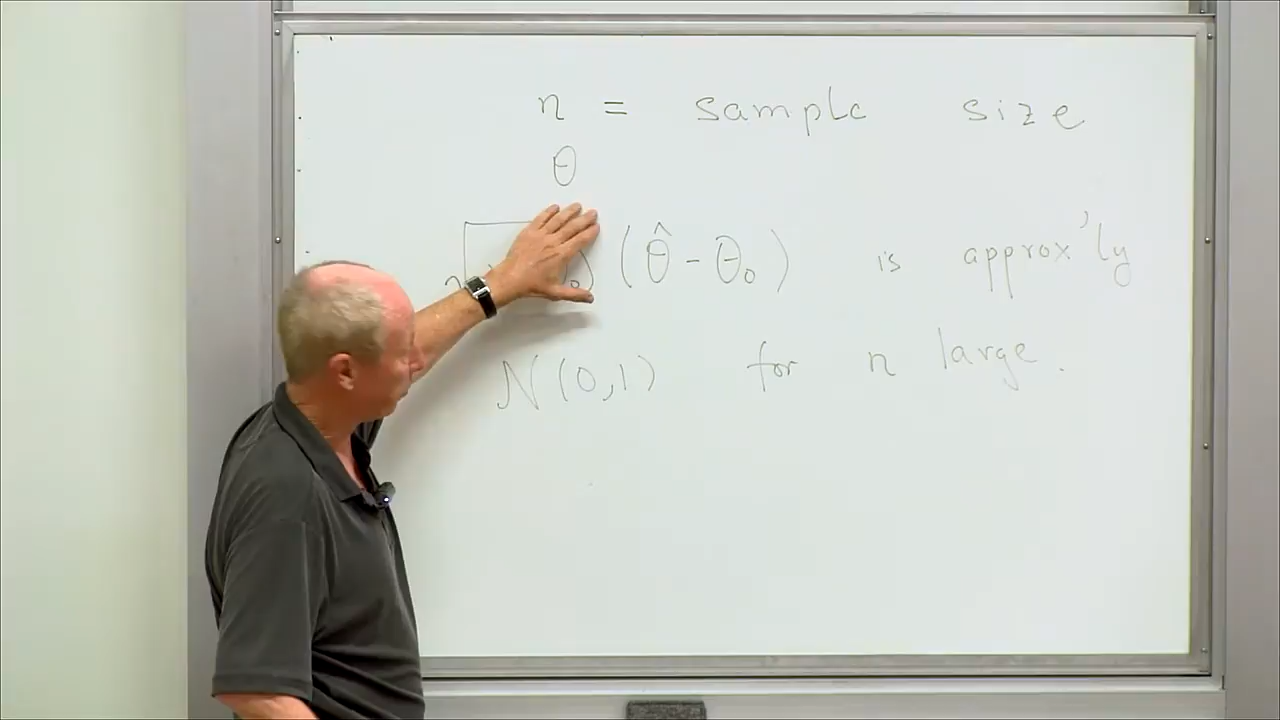 n = sample size
θ
(θ̂ - θ₀) is approx'ly
N(0,1) for n large.